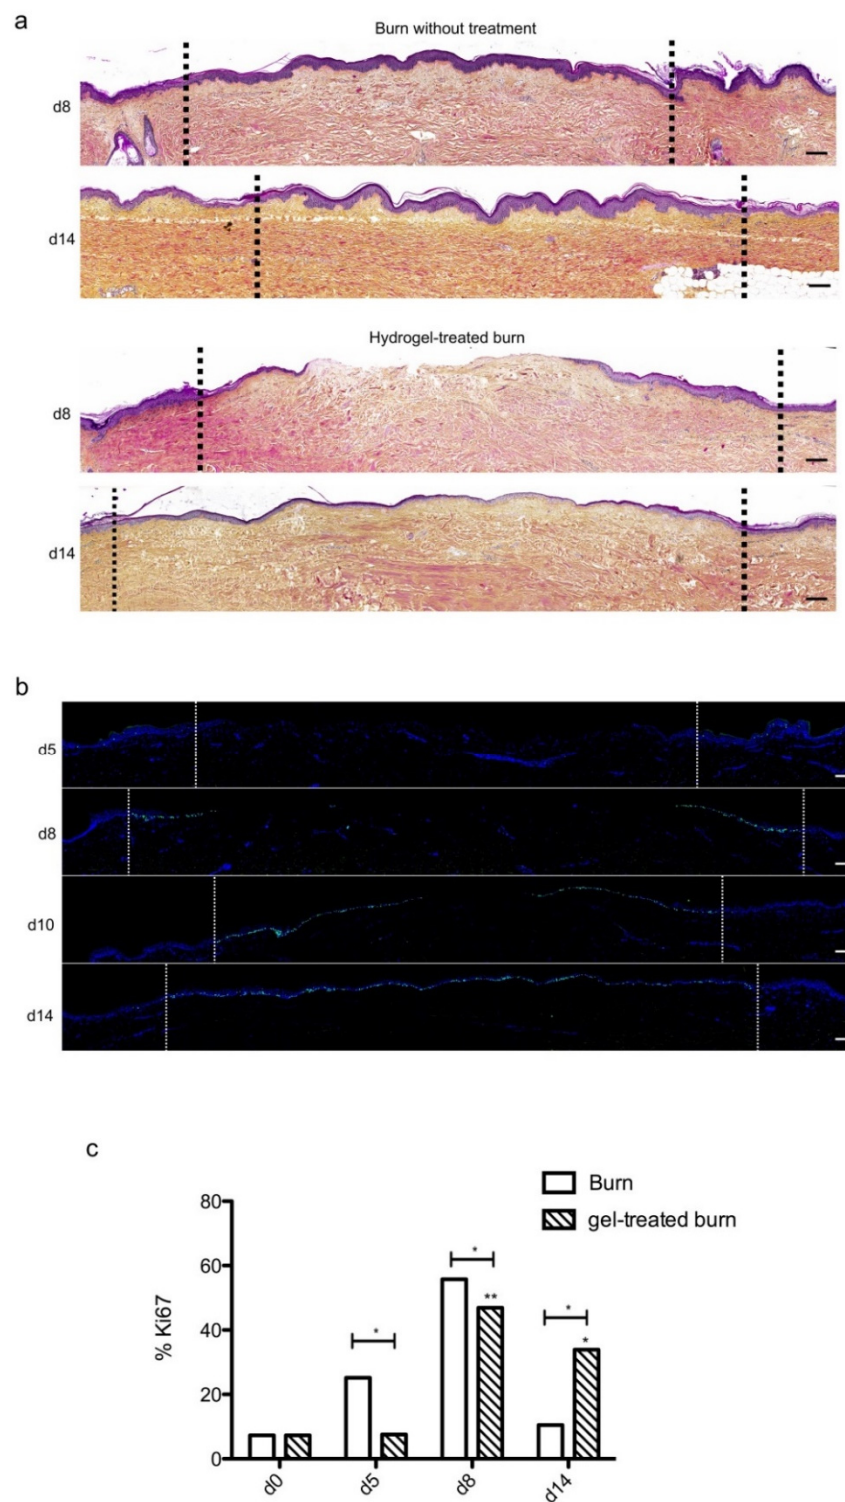 a
Burn without treatment
d8
d14
Hydrogel-treated burn
d8
d14
b
d5
d8
d10
d14
c
Burn
gel-treated burn
% Ki67
80
60
40
20
0
*
*
**
*
*
d0
d5
d8
d14